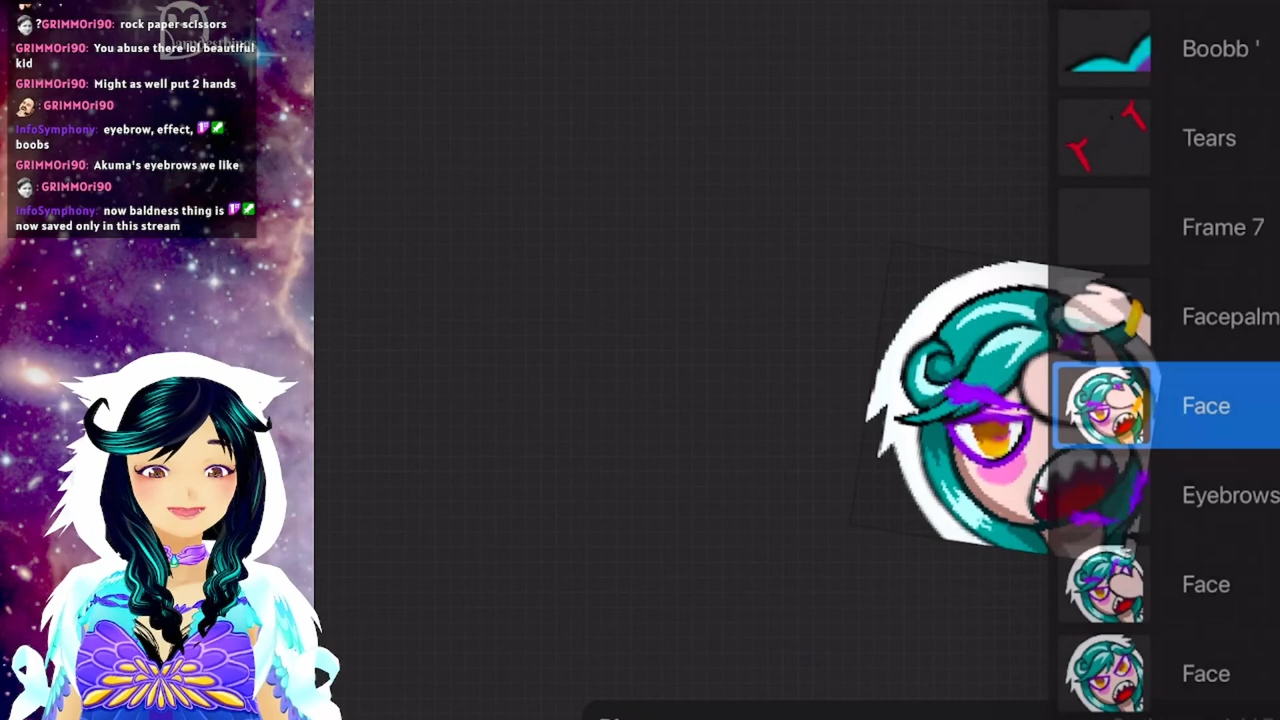 ?GRIMMOri90: rock paper scissors
GRIMMOri90: You abuse there lol beautiful
kid
GRIMMOri90: Might as well put 2 hands
: GRIMMOri90
InfoSymphony: eyebrow, effect,
boobs
GRIMMOri90: Akuma's eyebrows we like
: GRIMMOri90
InfoSymphony: now baldness thing is
now saved only in this stream
Boobb '
Tears
Frame 7
Facepalm
Face
Eyebrows
Face
Face